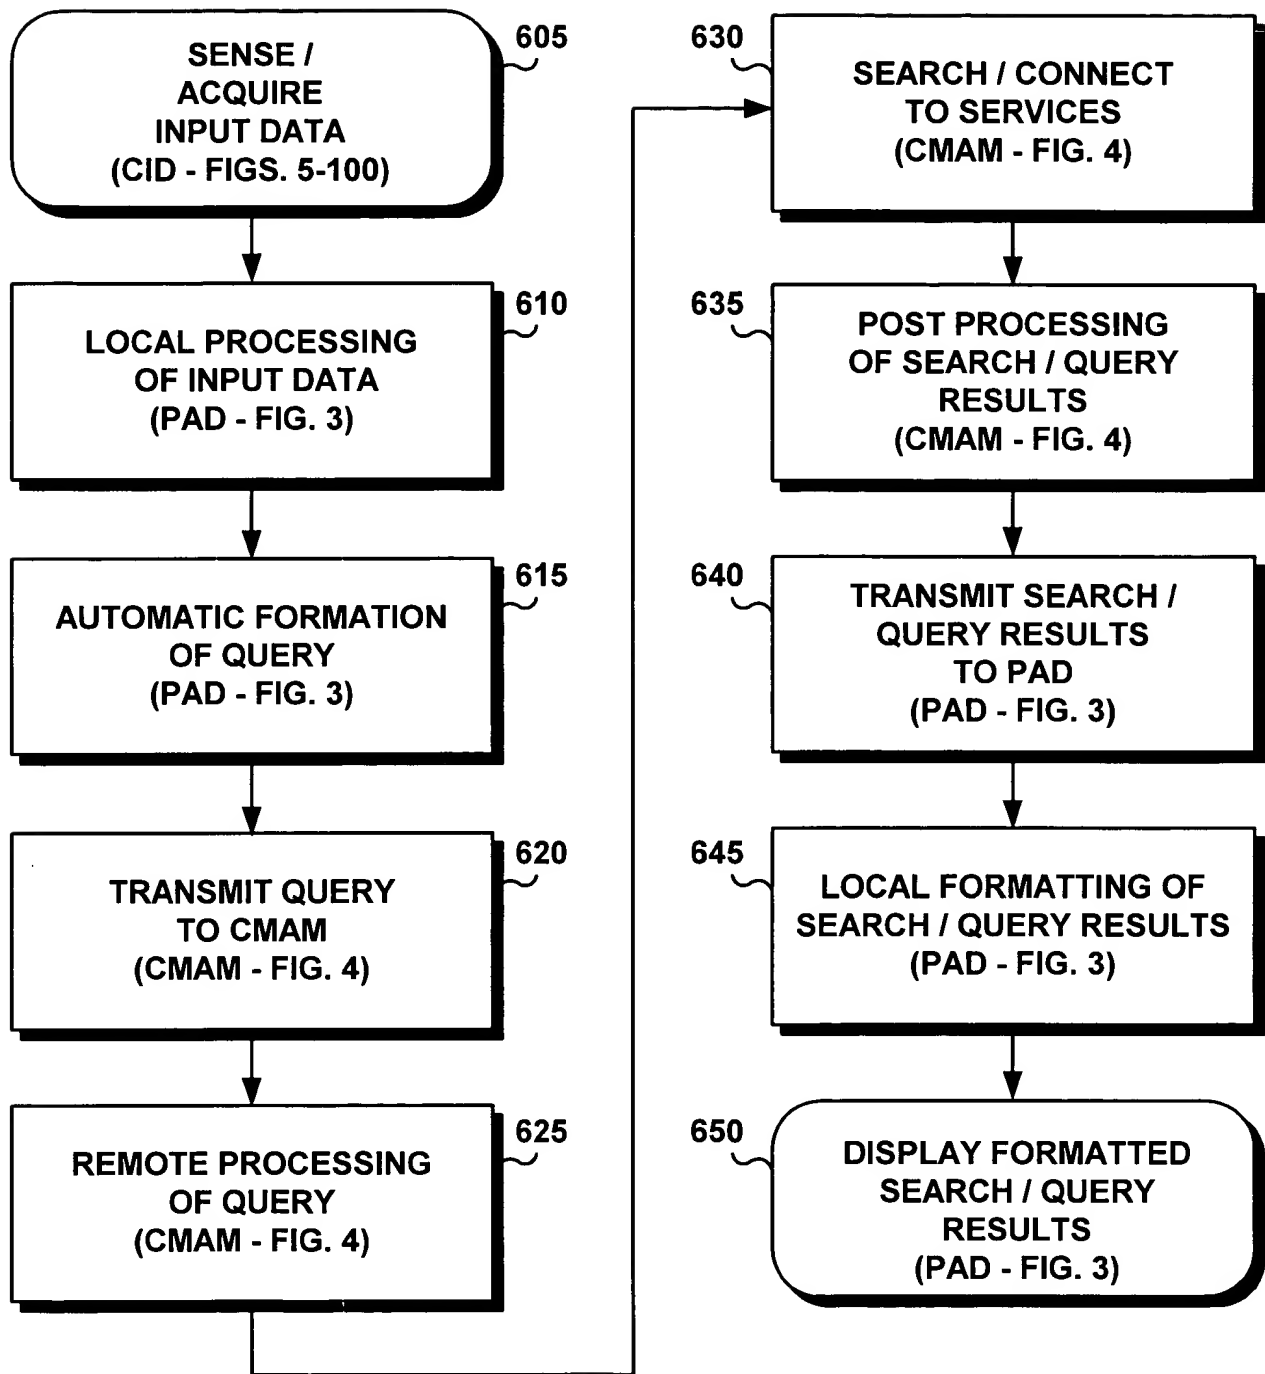 605
SENSE /
ACQUIRE
INPUT DATA
(CID - FIGS. 5-100)
610
LOCAL PROCESSING
OF INPUT DATA
(PAD - FIG. 3)
615
AUTOMATIC FORMATION
OF QUERY
(PAD - FIG. 3)
620
TRANSMIT QUERY
TO CMAM
(CMAM - FIG. 4)
625
REMOTE PROCESSING
OF QUERY
(CMAM - FIG. 4)
630
SEARCH / CONNECT
TO SERVICES
(CMAM - FIG. 4)
635
POST PROCESSING
OF SEARCH / QUERY
RESULTS
(CMAM - FIG. 4)
640
TRANSMIT SEARCH /
QUERY RESULTS
TO PAD
(PAD - FIG. 3)
645
LOCAL FORMATTING OF
SEARCH / QUERY RESULTS
(PAD - FIG. 3)
650
DISPLAY FORMATTED
SEARCH / QUERY
RESULTS
(PAD - FIG. 3)